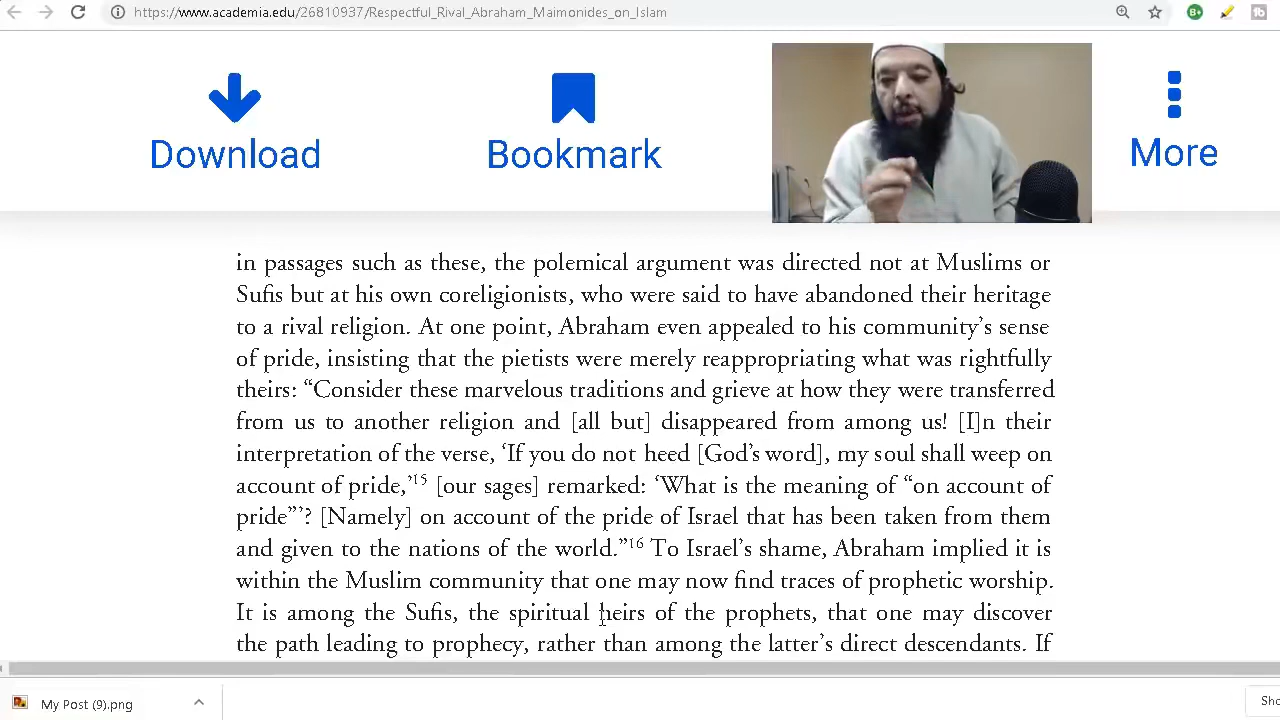 https://www.academia.edu/26810937/Respectful_Rival_Abraham_Maimonides_on_Islam
B+
Download
Bookmark
More
in passages such as these, the polemical argument was directed not at Muslims or
Sufis but at his own coreligionists, who were said to have abandoned their heritage
to a rival religion. At one point, Abraham even appealed to his community’s sense
of pride, insisting that the pietists were merely reappropriating what was rightfully
theirs: “Consider these marvelous traditions and grieve at how they were transferred
from us to another religion and [all but] disappeared from among us! [I]n their
interpretation of the verse, ‘If you do not heed [God’s word], my soul shall weep on
account of pride,’15 [our sages] remarked: ‘What is the meaning of “on account of
pride”’? [Namely] on account of the pride of Israel that has been taken from them
and given to the nations of the world.”16 To Israel’s shame, Abraham implied it is
within the Muslim community that one may now find traces of prophetic worship.
It is among the Sufis, the spiritual heirs of the prophets, that one may discover
the path leading to prophecy, rather than among the latter’s direct descendants. If
My Post (9).png
Sho